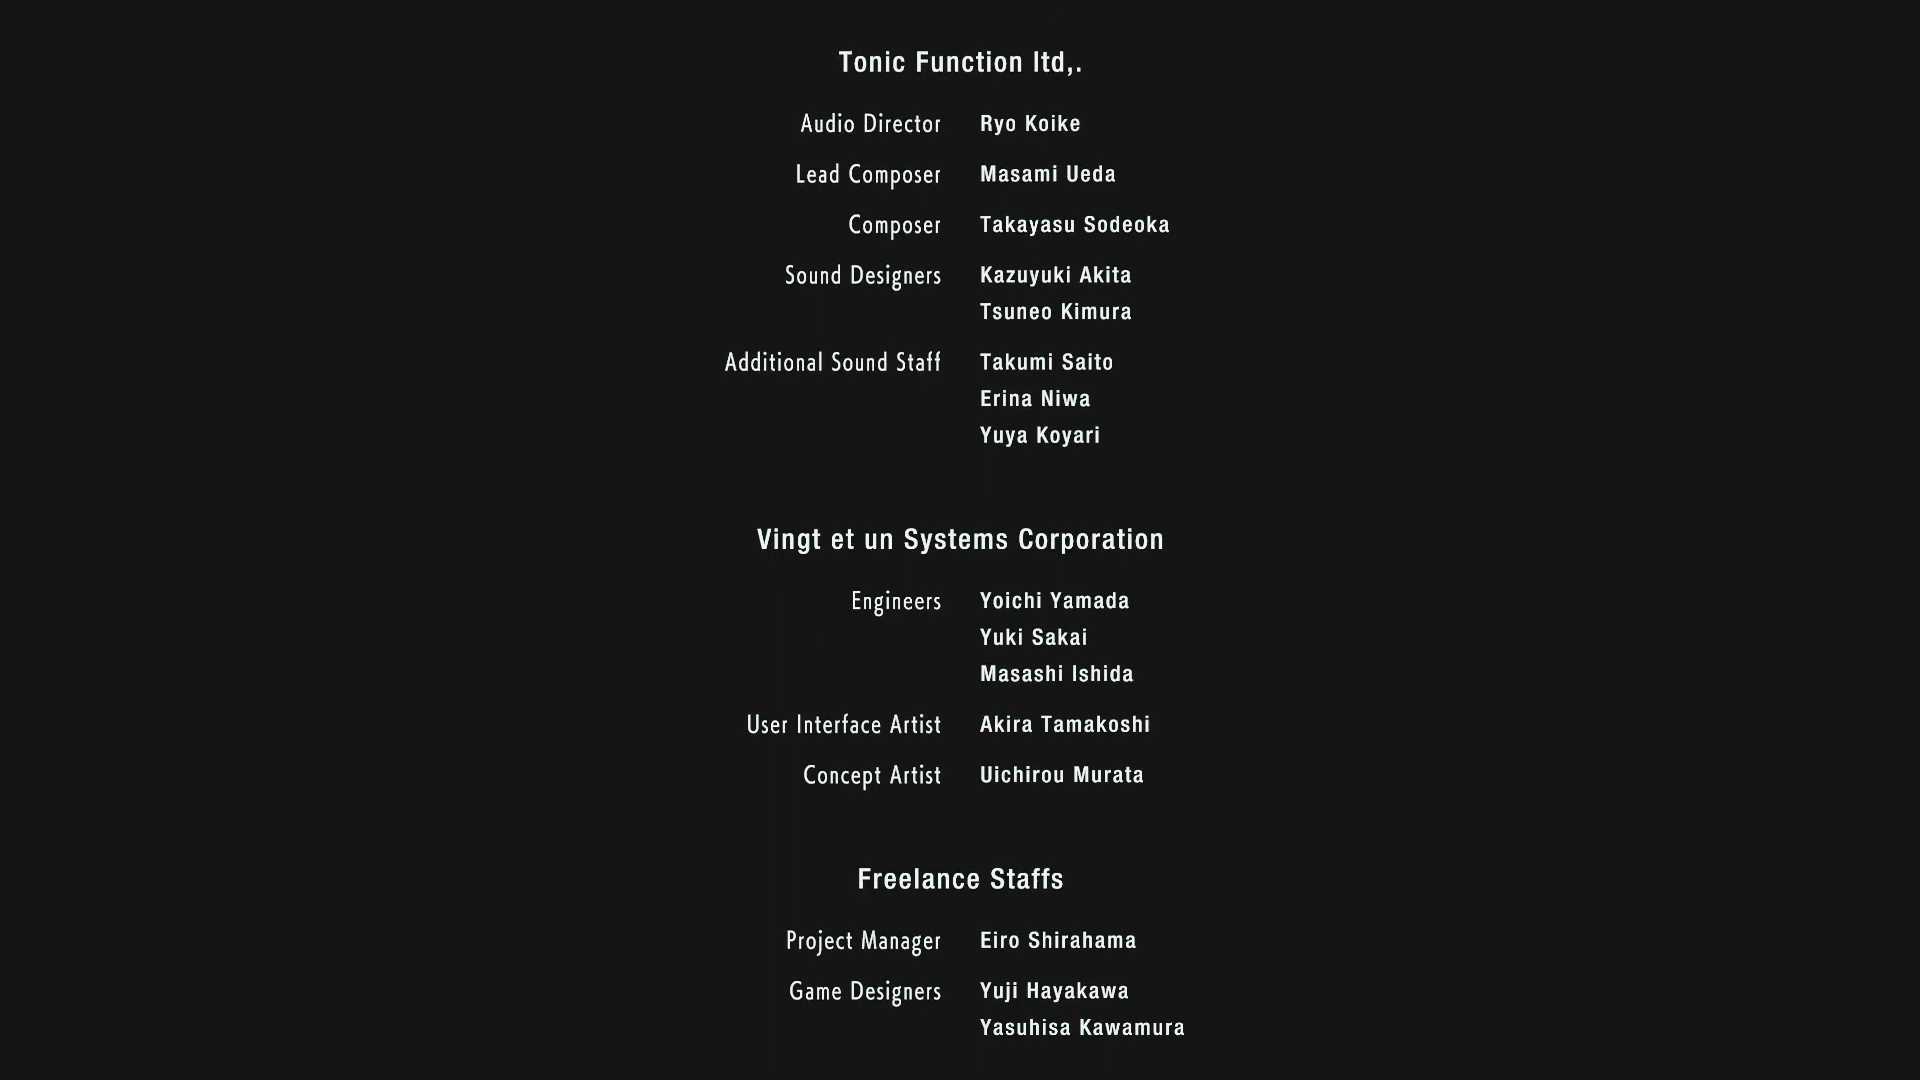 Tonic Function ltd,.
Audio Director Ryo Koike
Lead Composer Masami Ueda
Composer Takayasu Sodeoka
Sound Designers Kazuyuki Akita
Tsuneo Kimura
Additional Sound Staff Takumi Saito
Erina Niwa
Yuya Koyari
Vingt et un Systems Corporation
Engineers Yoichi Yamada
Yuki Sakai
Masashi Ishida
User Interface Artist Akira Tamakoshi
Concept Artist Uichirou Murata
Freelance Staffs
Project Manager Eiro Shirahama
Game Designers Yuji Hayakawa
Yasuhisa Kawamura